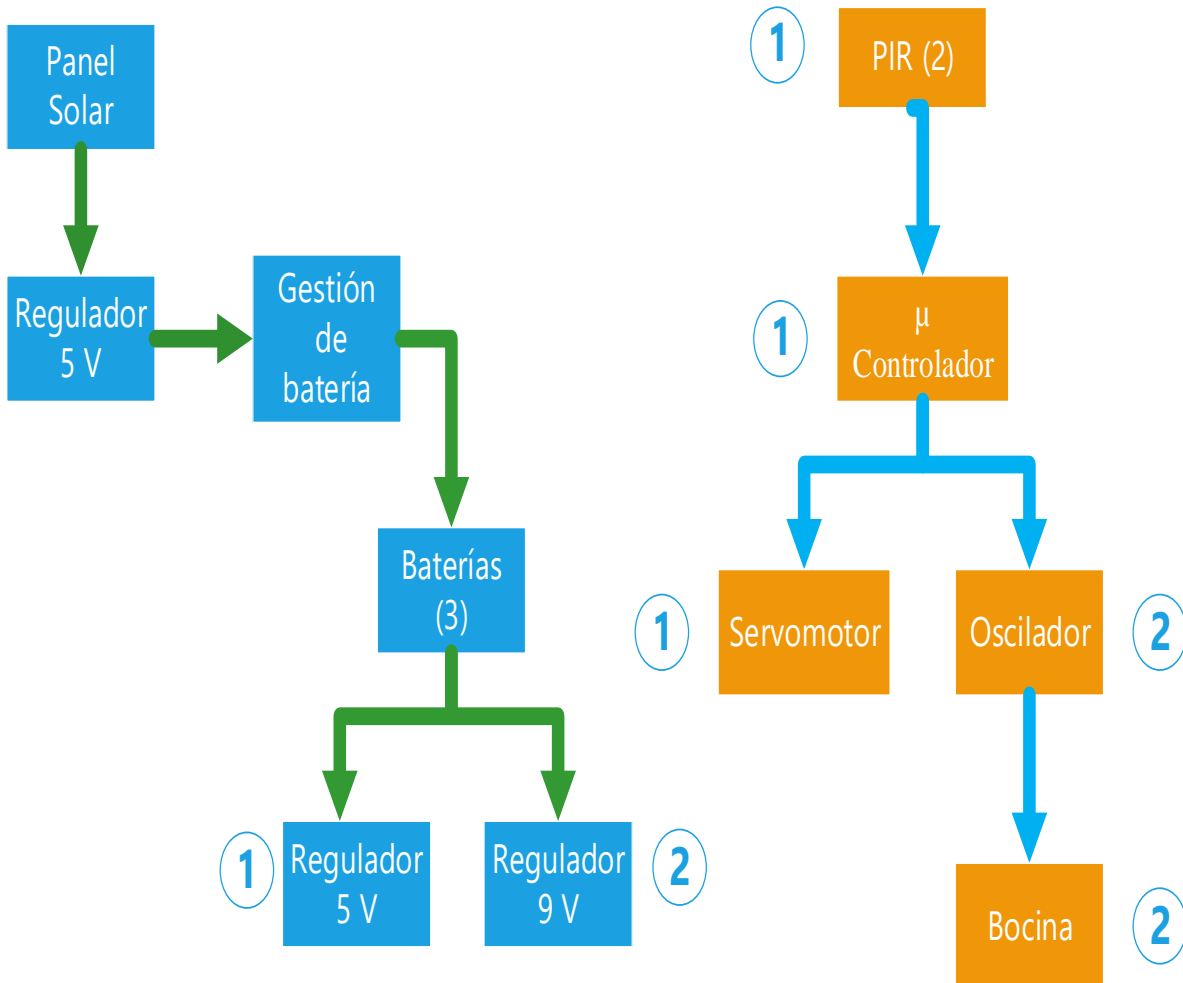 Panel
Solar
Regulador
5 V
Gestión
de
batería
Baterías
(3)
1
Regulador
5 V
Regulador
9 V
2
1
PIR (2)
1
µ
Controlador
1
Servomotor
Oscilador
2
Bocina
2